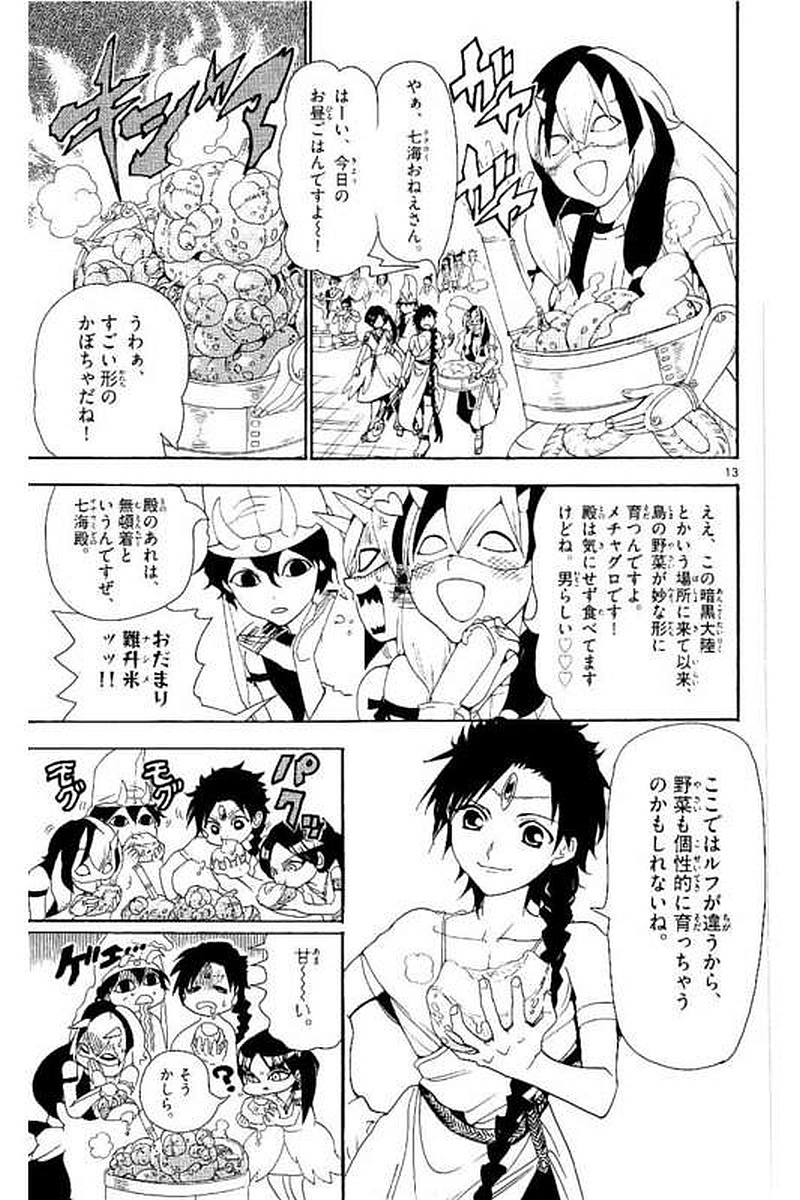 ガヤ
ガヤ
やぁ、
七海おねえさん。
はーい、今日の
お昼ごはんですよ〜！
キシャァ
うわぁ、
すごい形の
かぼちゃだね！
13
ええ、この暗黒大陸
とかいう場所に来て以来、
島の野菜が妙な形に
育つんですよ。
メチャグロです！
殿は気にせず食べてます
けどね。男らしい♡♡♡
殿のあれは、
無頓着と
いうんですぜ、
七海殿。
おだまり
難升米
ッッ！！
ここではルフが違うから、
野菜も個性的に育っちゃう
のかもしれないね。
パクッ
モグ
モグ
甘〜〜い。
ゲェ…
？
そう
かしら。